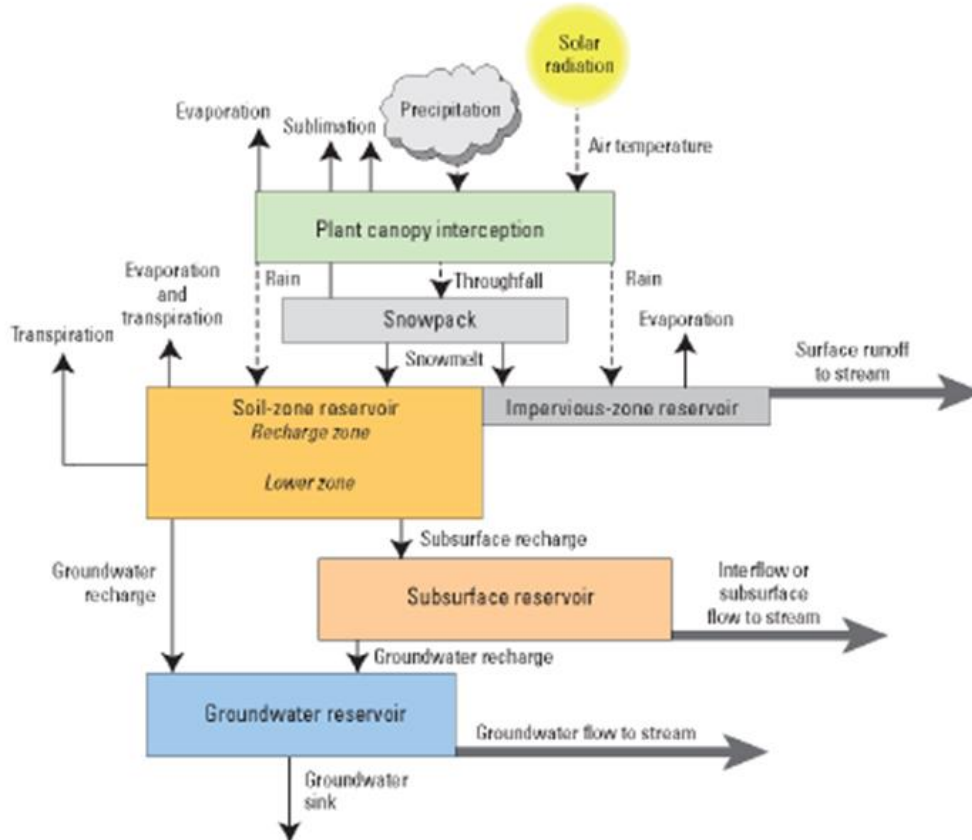 Solar
radiation
Precipitation
Evaporation
Sublimation
Air temperature
Plant canopy interception
Evaporation
and
transpiration
Rain
Throughfall
Rain
Transpiration
Snowpack
Evaporation
Snowmelt
Surface runoff
to stream
Soil-zone reservoir
Recharge zone
Lower zone
Impervious-zone reservoir
Subsurface recharge
Groundwater
recharge
Subsurface reservoir
Interflow or
subsurface
flow to stream
Groundwater recharge
Groundwater reservoir
Groundwater flow to stream
Groundwater
sink